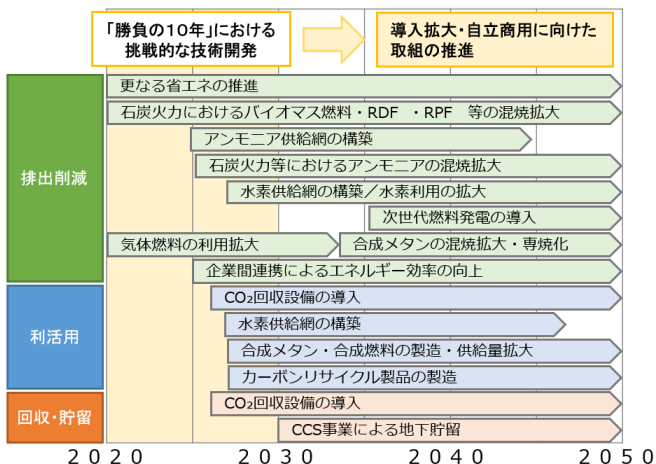 「勝負の10年」における
挑戦的な技術開発
導入拡大・自立商用に向けた
取組の推進
排出削減
更なる省エネの推進
石炭火力におけるバイオマス燃料・RDF ・RPF 等の混焼拡大
アンモニア供給網の構築
石炭火力等におけるアンモニアの混焼拡大
水素供給網の構築／水素利用の拡大
次世代燃料発電の導入
気体燃料の利用拡大
合成メタンの混焼拡大・専焼化
企業間連携によるエネルギー効率の向上
利活用
CO₂回収設備の導入
水素供給網の構築
合成メタン・合成燃料の製造・供給量拡大
カーボンリサイクル製品の製造
回収・貯留
CO₂回収設備の導入
CCS事業による地下貯留
２０２０ ２０３０ ２０４０ ２０５０